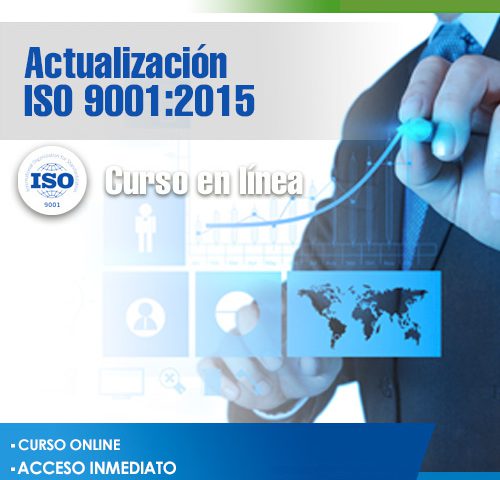 Actualización
ISO 9001:2015
ISO
9001
Curso en línea
CURSO ONLINE
ACCESO INMEDIATO